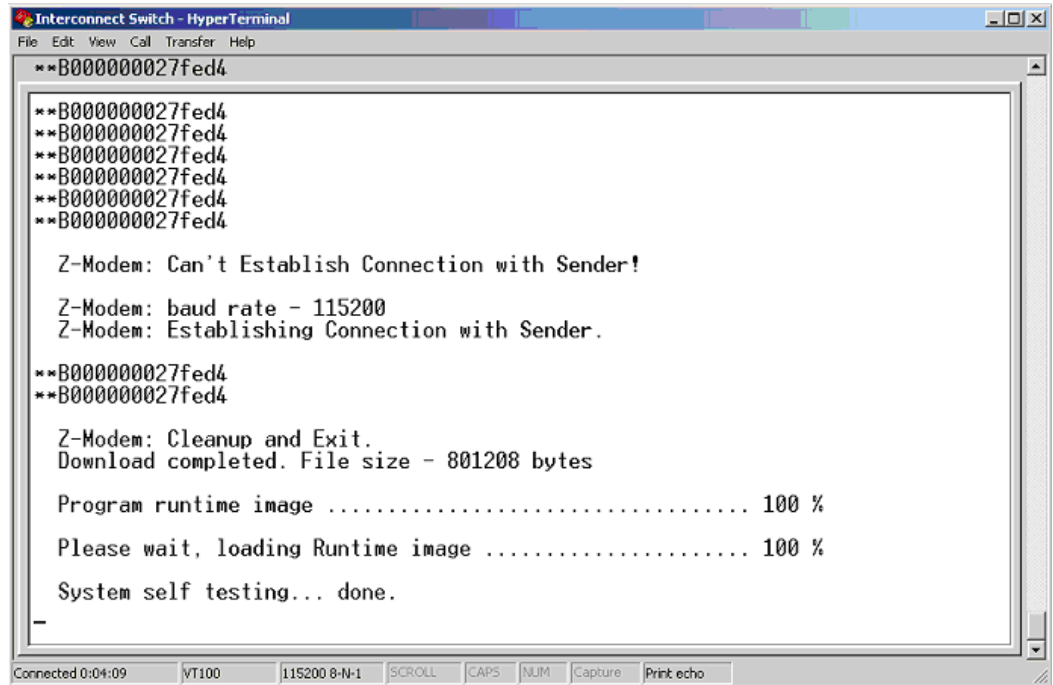 Interconnect Switch - HyperTerminal
File Edit View Call Transfer Help
**B000000027fed4
**B000000027fed4
**B000000027fed4
**B000000027fed4
**B000000027fed4
**B000000027fed4
**B000000027fed4
Z-Modem: Can't Establish Connection with Sender!
Z-Modem: baud rate - 115200
Z-Modem: Establishing Connection with Sender.
**B000000027fed4
**B000000027fed4
Z-Modem: Cleanup and Exit.
Download completed. File size - 801208 bytes
Program runtime image ................................... 100 %
Please wait, loading Runtime image ...................... 100 %
System self testing... done.
Connected 0:04:09 VT100 115200 8-N-1 SCROLL CAPS NUM Capture Print echo